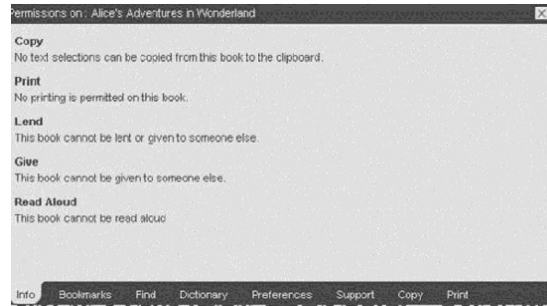 Permissions on: Alice's Adventures in Wonderland
Copy
No text selections can be copied from this book to the clipboard.
Print
No printing is permitted on this book.
Lend
This book cannot be lent or given to someone else.
Give
This book cannot be given to someone else.
Read Aloud
This book cannot be read aloud
Info Bookmarks Find Dictionary Preferences Support Copy Print